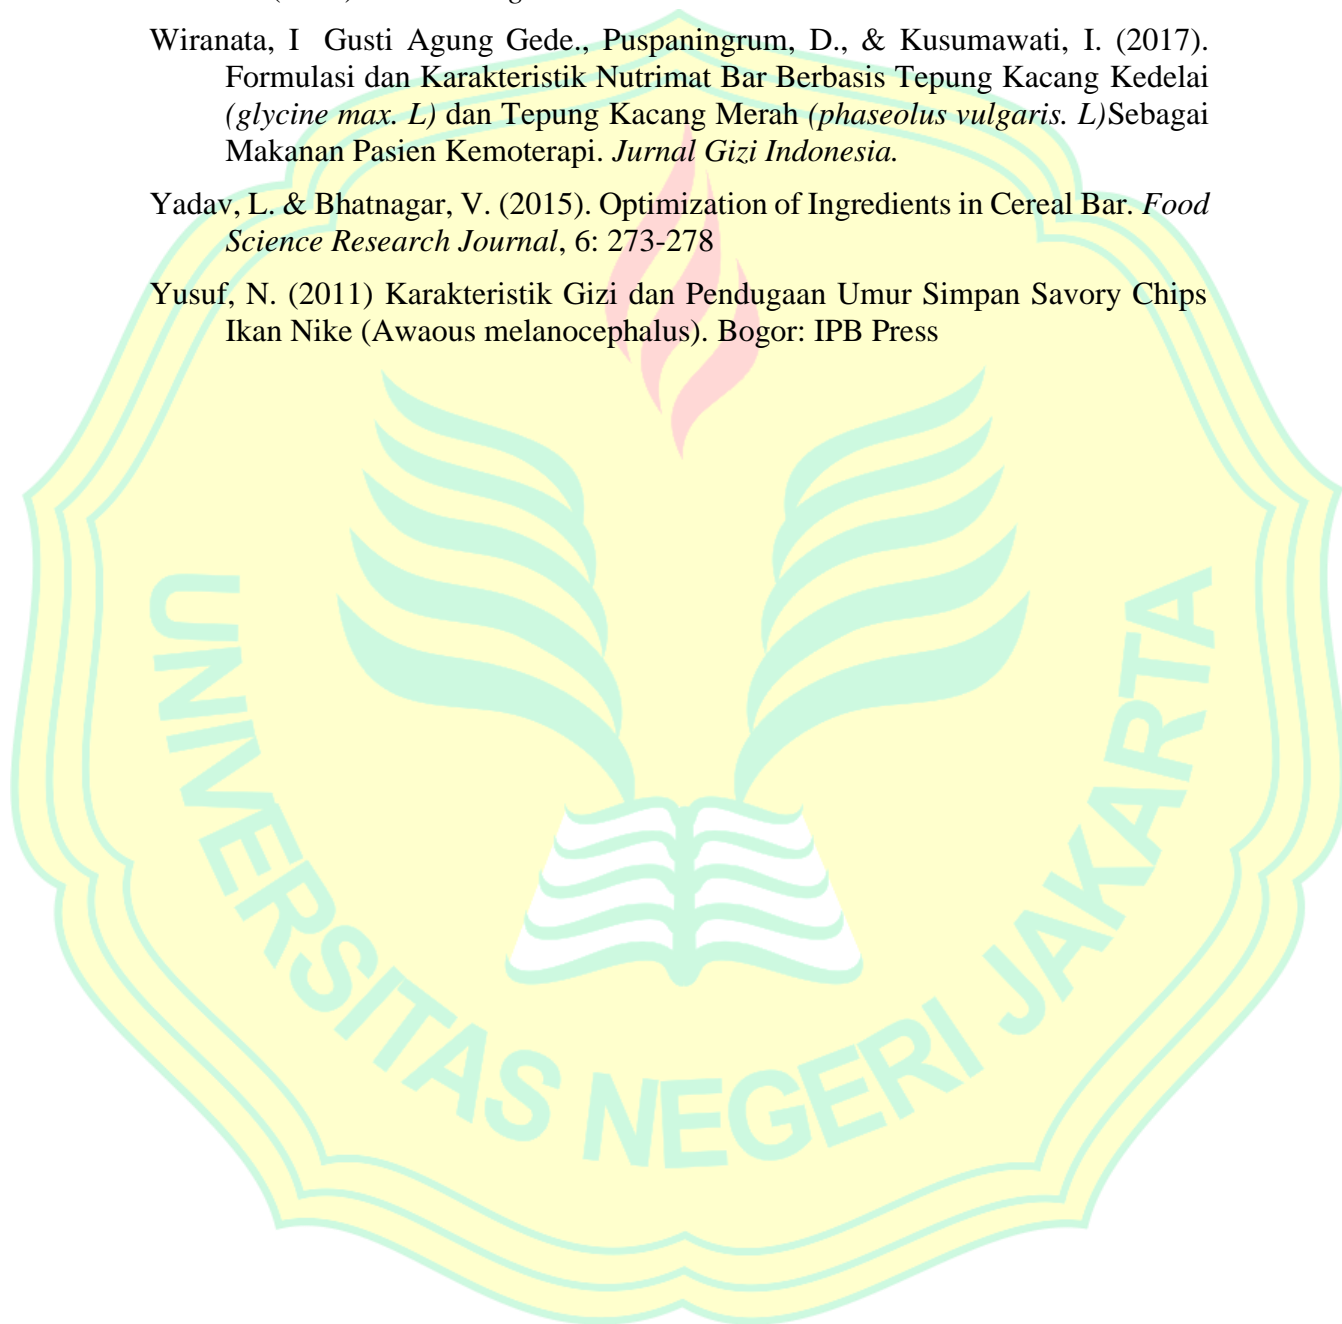 Wiranata, I Gusti Agung Gede., Puspaningrum, D., & Kusumawati, I. (2017).
Formulasi dan Karakteristik Nutrimat Bar Berbasis Tepung Kacang Kedelai
(glycine max. L) dan Tepung Kacang Merah (phaseolus vulgaris. L)Sebagai
Makanan Pasien Kemoterapi. Jurnal Gizi Indonesia.
Yadav, L. & Bhatnagar, V. (2015). Optimization of Ingredients in Cereal Bar. Food
Science Research Journal, 6: 273-278
Yusuf, N. (2011) Karakteristik Gizi dan Pendugaan Umur Simpan Savory Chips
Ikan Nike (Awaous melanocephalus). Bogor: IPB Press
UNIVERSITAS NEGERI JAKARTA